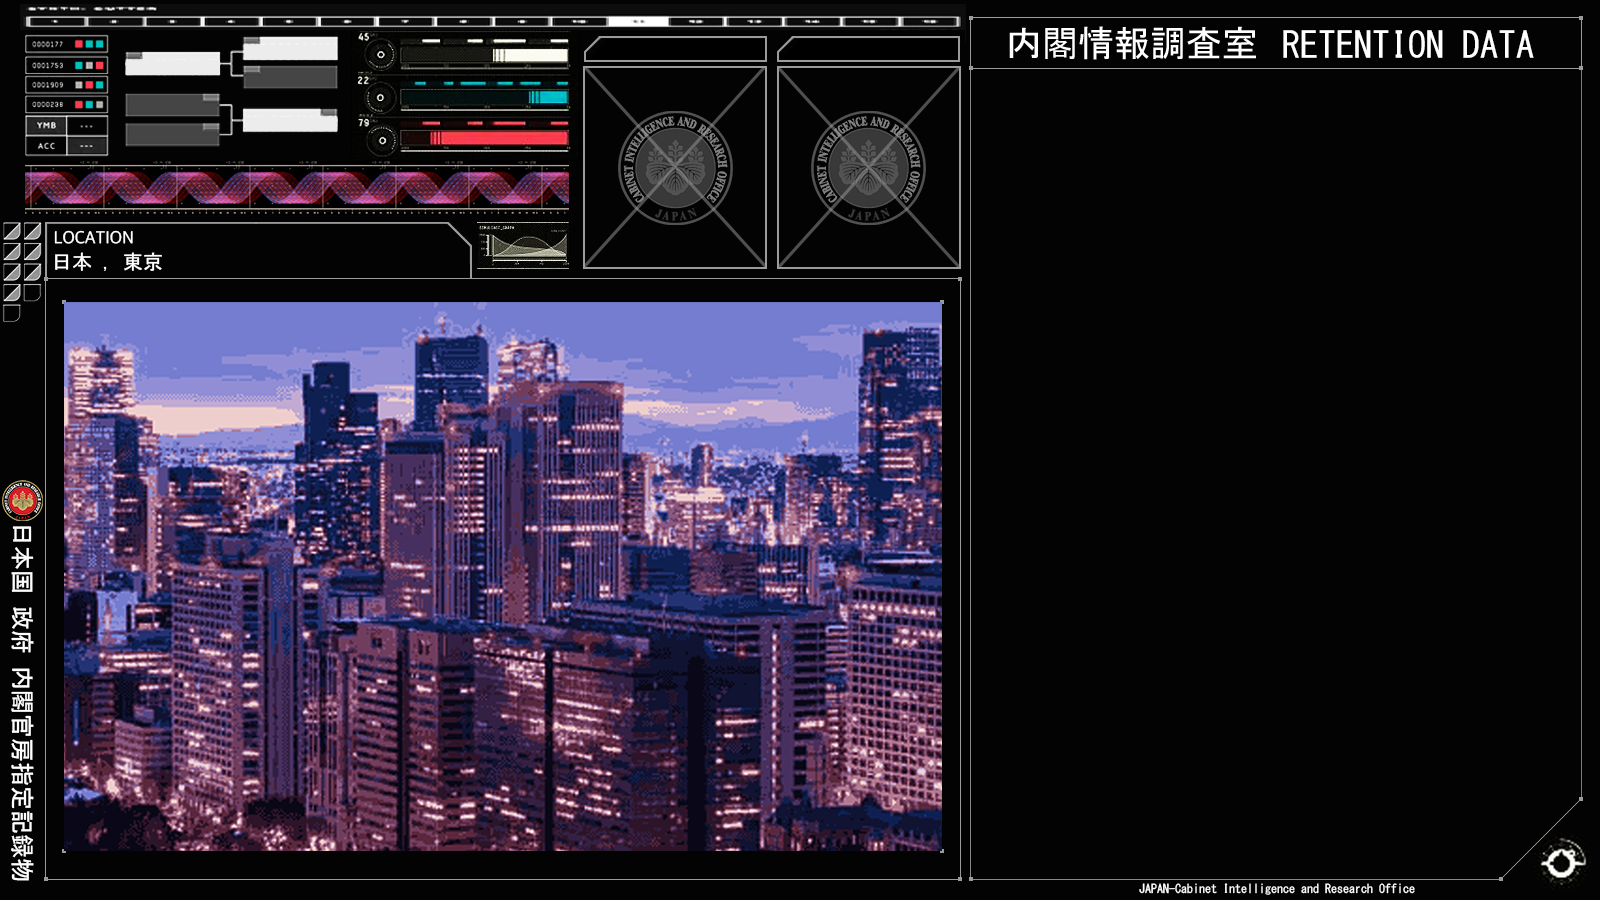 45
22
79
0000177
0001753
0001909
0000238
YMB ---
ACC ---
CABINET INTELLIGENCE AND RESEARCH OFFICE
JAPAN
CABINET INTELLIGENCE AND RESEARCH OFFICE
JAPAN
LOCATION
日本 , 東京
内閣情報調査室 RETENTION DATA
日本国 政府 内閣官房指定記録物
JAPAN-Cabinet Intelligence and Research Office